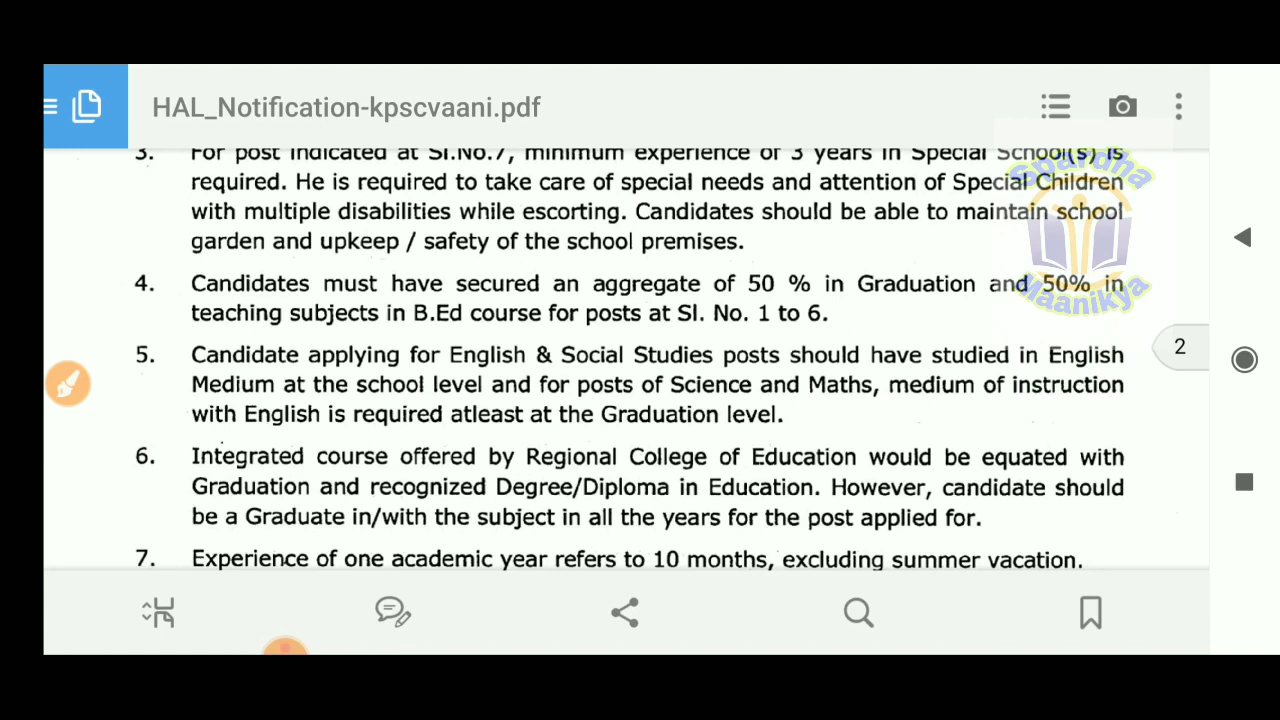 HAL_Notification-kpscvaani.pdf
3. For post indicated at Sl.No.7, minimum experience of 3 years in Special School(s) is
required. He is required to take care of special needs and attention of Special Children
with multiple disabilities while escorting. Candidates should be able to maintain school
garden and upkeep / safety of the school premises.
4. Candidates must have secured an aggregate of 50 % in Graduation and 50% in
teaching subjects in B.Ed course for posts at Sl. No. 1 to 6.
5. Candidate applying for English & Social Studies posts should have studied in English
Medium at the school level and for posts of Science and Maths, medium of instruction
with English is required atleast at the Graduation level.
6. Integrated course offered by Regional College of Education would be equated with
Graduation and recognized Degree/Diploma in Education. However, candidate should
be a Graduate in/with the subject in all the years for the post applied for.
7. Experience of one academic year refers to 10 months, excluding summer vacation.
Spardha
Maanikya
2